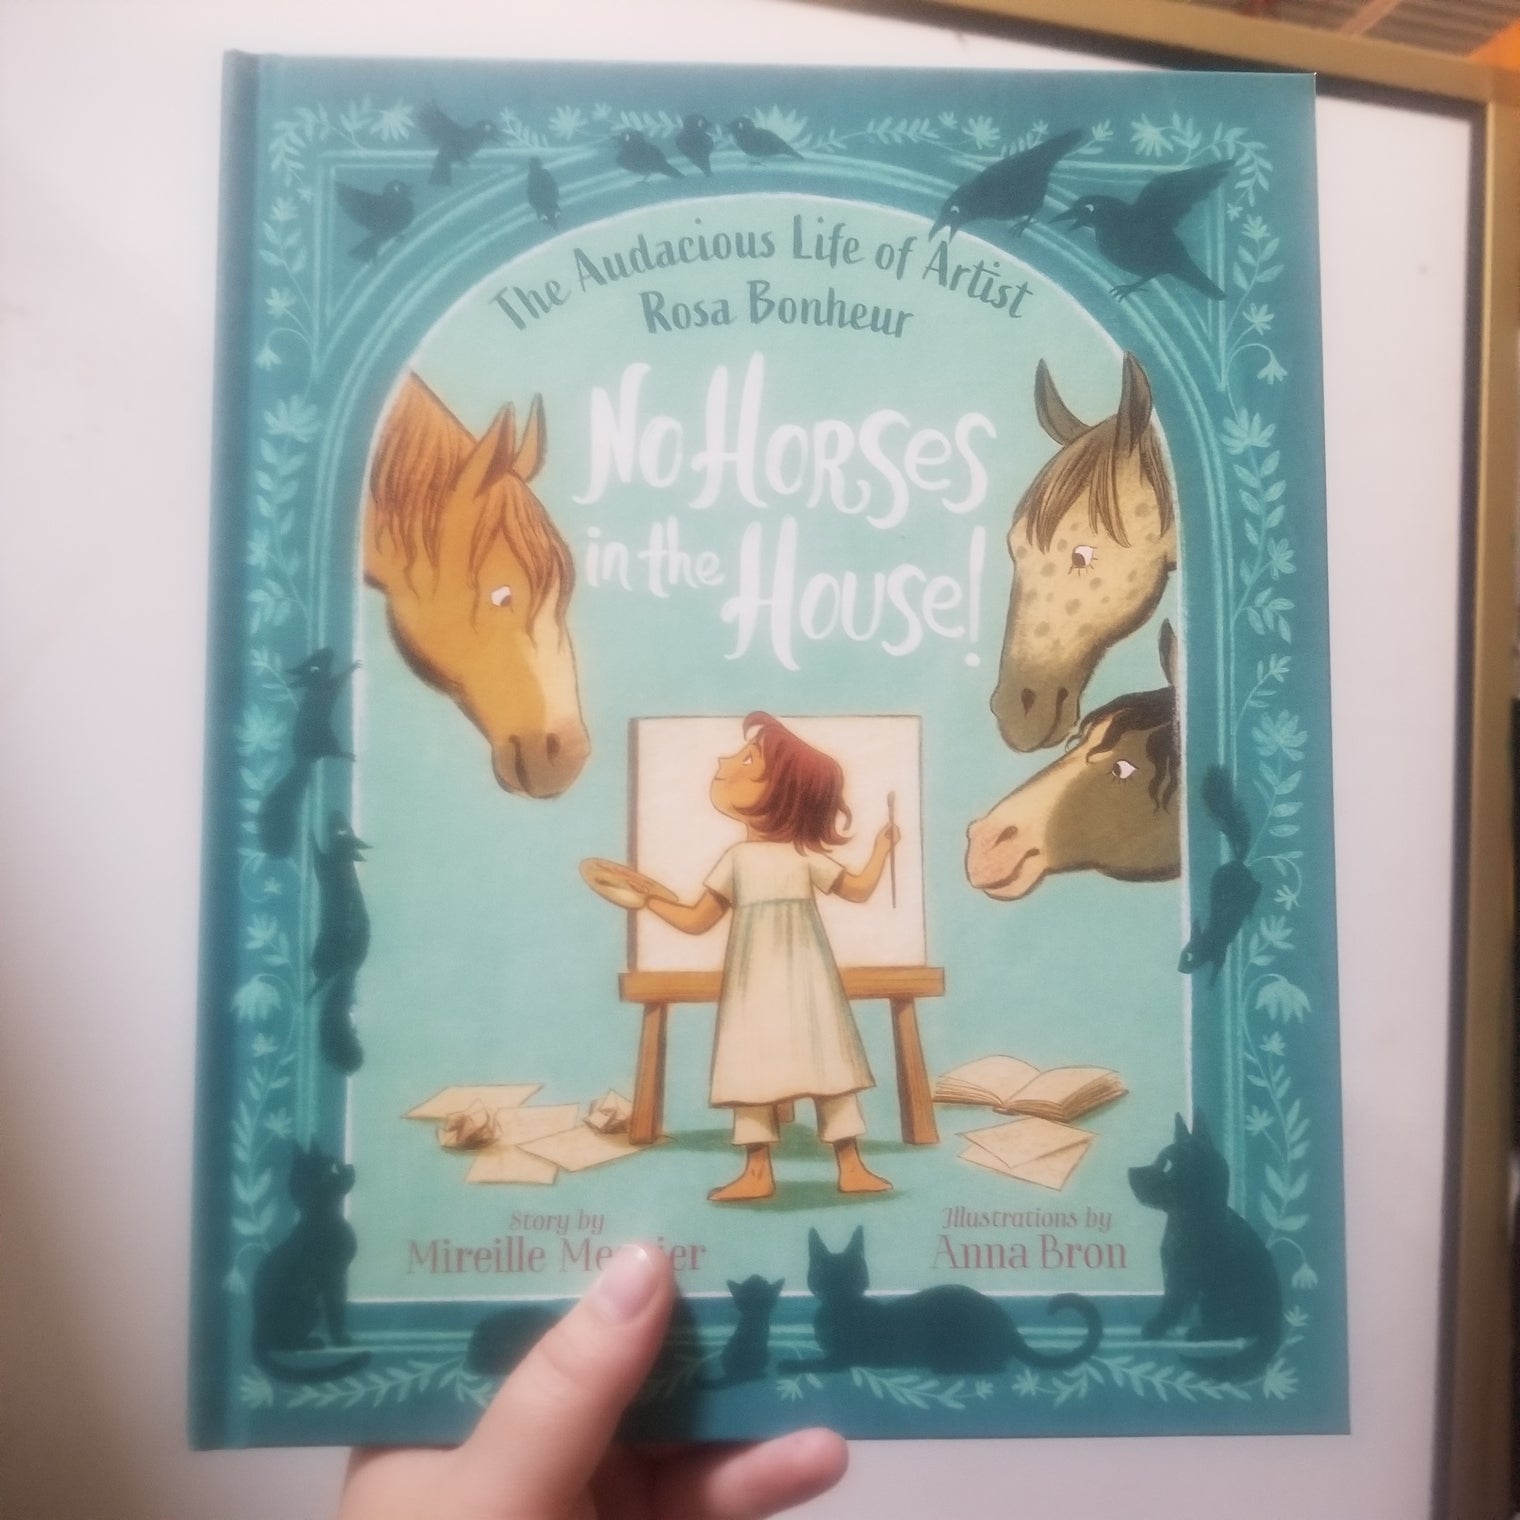 The Audacious Life of Artist
Rosa Bonheur
No Horses
in the House!
Story by
Mireille
Illustrations by
Anna Bron